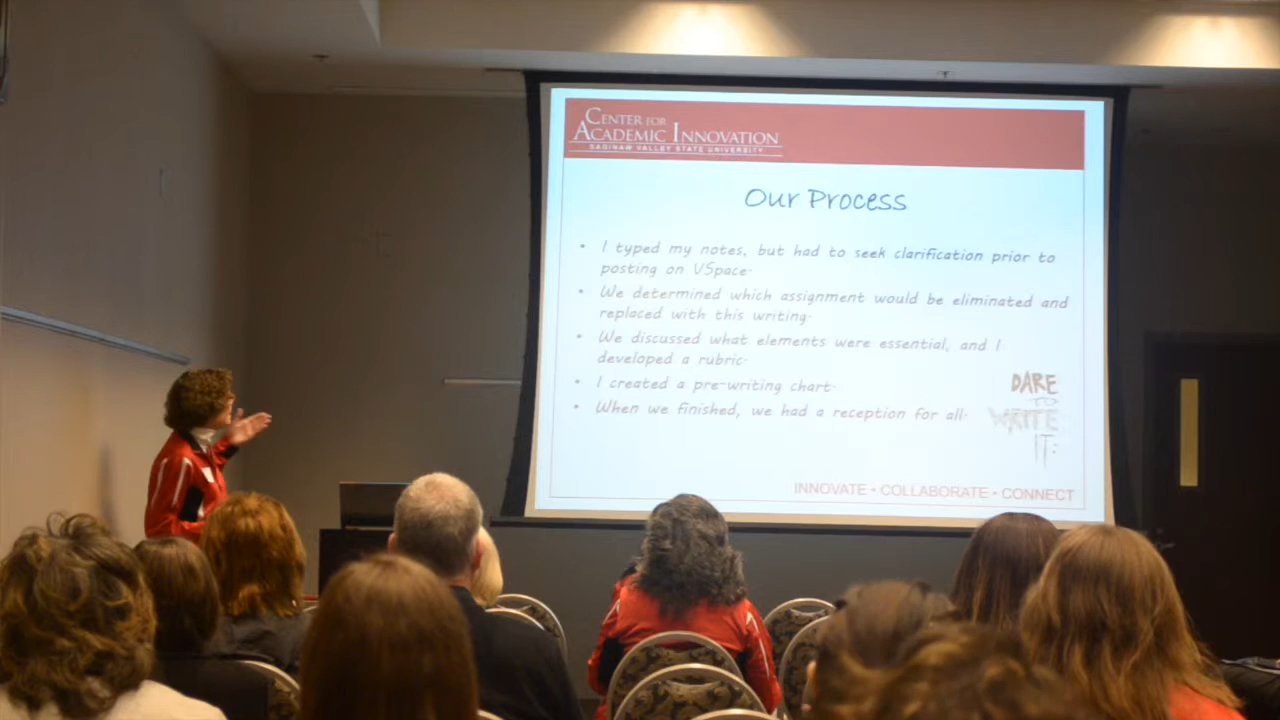 CENTER FOR
ACADEMIC INNOVATION
SAGINAW VALLEY STATE UNIVERSITY
Our Process
• I typed my notes, but had to seek clarification prior to
posting on VSpace.
• We determined which assignment would be eliminated and
replaced with this writing.
• We discussed what elements were essential, and I
developed a rubric.
• I created a pre-writing chart.
• When we finished, we had a reception for all.
DARE
TO
WRITE
IT:
INNOVATE • COLLABORATE • CONNECT